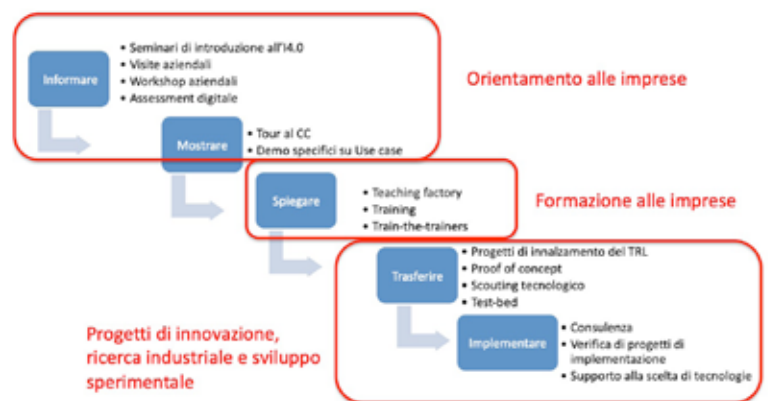 Informare
• Seminari di introduzione all'I4.0
• Visite aziendali
• Workshop aziendali
• Assessment digitale
Orientamento alle imprese
Mostrare
• Tour al CC
• Demo specifici su Use case
Spiegare
• Teaching factory
• Training
• Train-the-trainers
Formazione alle imprese
Trasferire
• Progetti di innalzamento del TRL
• Proof of concept
• Scouting tecnologico
• Test-bed
Implementare
• Consulenza
• Verifica di progetti di
implementazione
• Supporto alla scelta di tecnologie
Progetti di innovazione,
ricerca industriale e sviluppo
sperimentale